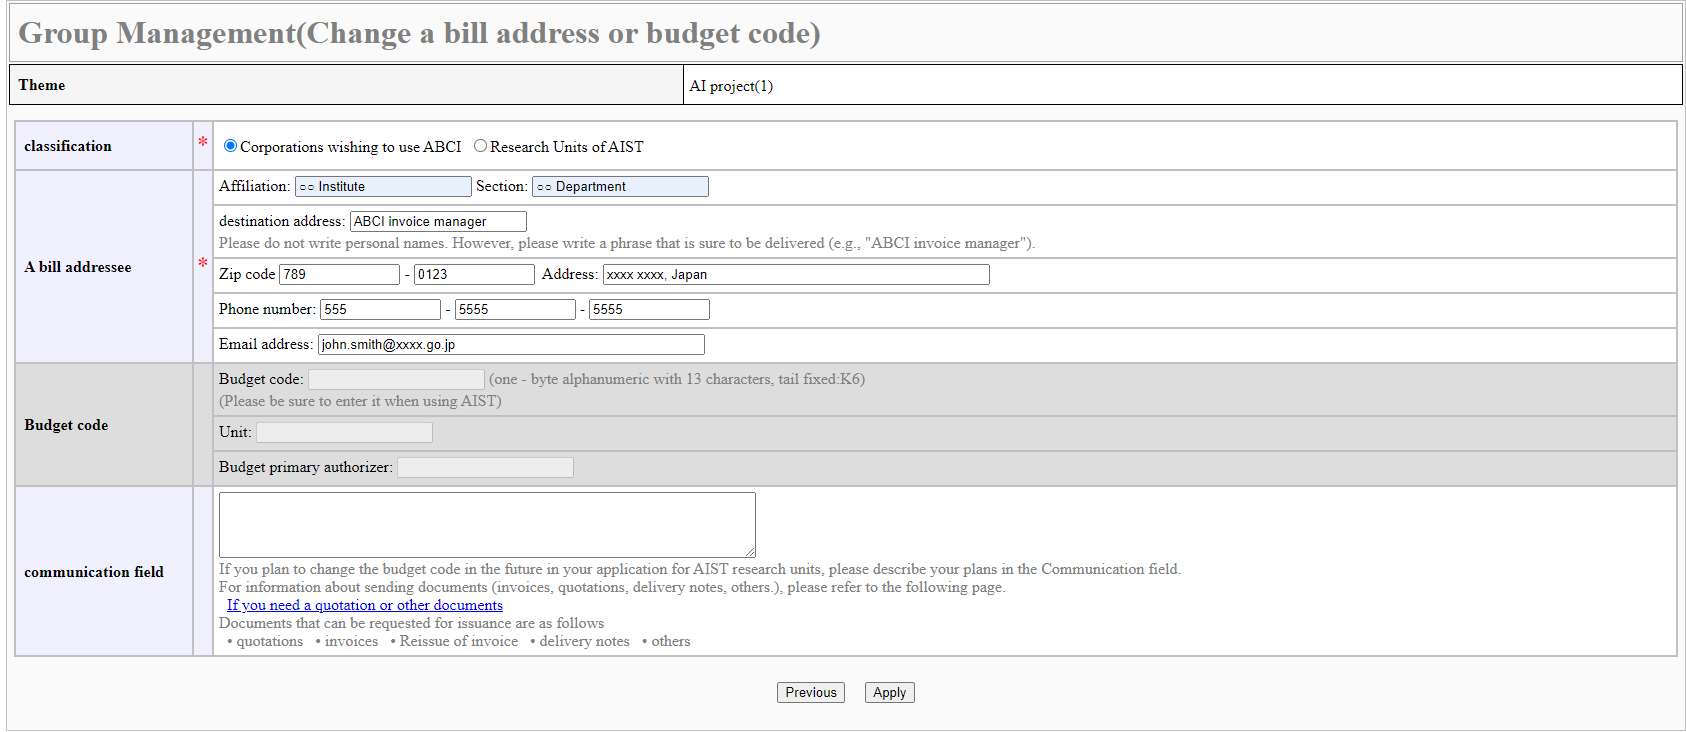 Group Management(Change a bill address or budget code)
Theme AI project(1)
classification * Corporations wishing to use ABCI Research Units of AIST
A bill addressee *
Affiliation: ○○ Institute Section: ○○ Department
destination address: ABCI invoice manager
Please do not write personal names. However, please write a phrase that is sure to be delivered (e.g., "ABCI invoice manager").
Zip code 789 - 0123 Address: xxxx xxxx, Japan
Phone number: 555 - 5555 - 5555
Email address: john.smith@xxxx.go.jp
Budget code
Budget code: (one - byte alphanumeric with 13 characters, tail fixed:K6)
(Please be sure to enter it when using AIST)
Unit:
Budget primary authorizer:
communication field
If you plan to change the budget code in the future in your application for AIST research units, please describe your plans in the Communication field.
For information about sending documents (invoices, quotations, delivery notes, others.), please refer to the following page.
If you need a quotation or other documents
Documents that can be requested for issuance are as follows
• quotations • invoices • Reissue of invoice • delivery notes • others
Previous Apply